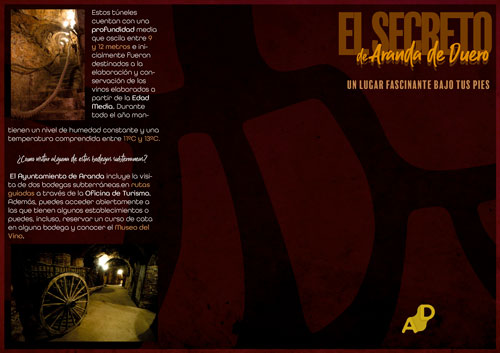 Estos túneles
cuentan con una
profundidad media
que oscila entre 9
y 12 metros e ini-
cialmente fueron
destinados a la
elaboración y con-
servación de los
vinos elaborados a
partir de la Edad
Media. Durante
todo el año man-
tienen un nivel de humedad constante y una
temperatura comprendida entre 11ºC y 13ºC.
¿Como visitar alguna de estas bodegas subterraneas?
El Ayuntamiento de Aranda incluye la visi-
ta de dos bodegas subterráneas.en rutas
guiadas a través de la Oficina de Turismo.
Además, puedes acceder abiertamente a
las que tienen algunos establecimientos o
puedes, incluso, reservar un curso de cata
en alguna bodega y conocer el Museo del
Vino.
EL SECRETO
de Aranda de Duero
UN LUGAR FASCINANTE BAJO TUS PIES
AD